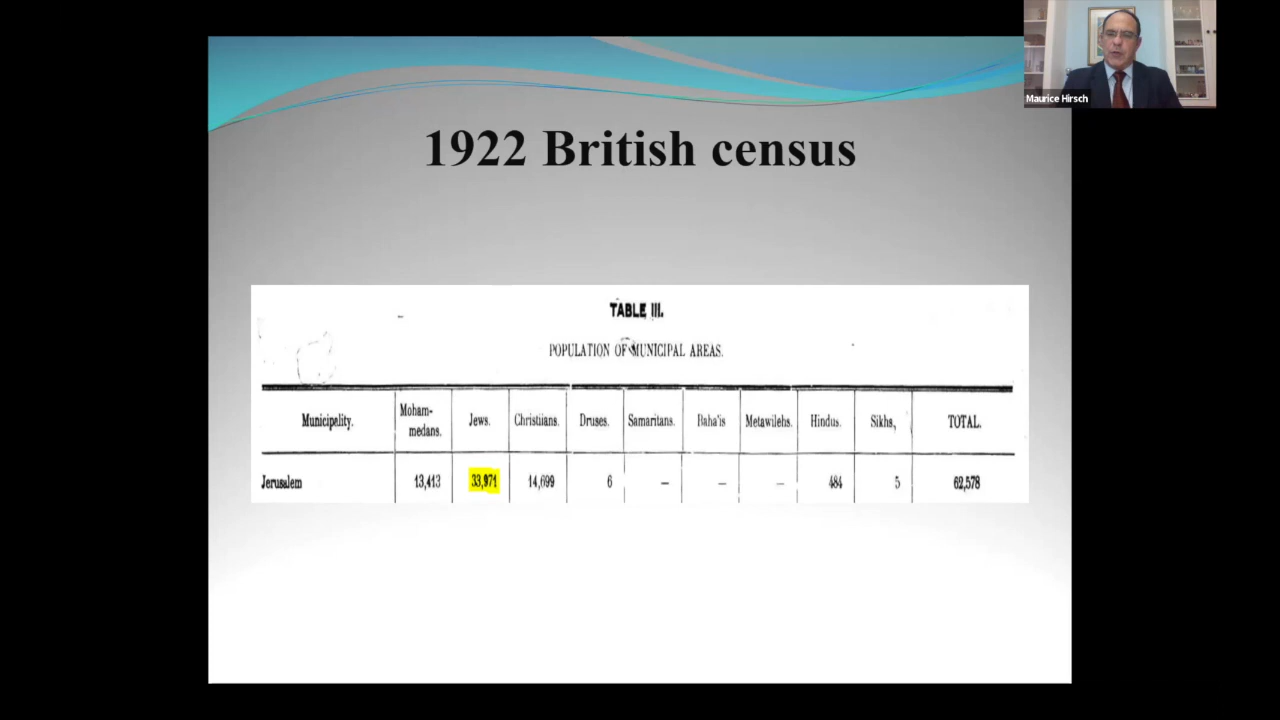 Maurice Hirsch
1922 British census
TABLE III.
POPULATION OF MUNICIPAL AREAS.
Municipality. Moham-medans. Jews. Christiians. Druses. Samaritans. Baha'is Metawilehs. Hindus. Sikhs, TOTAL.
Jerusalem 13,413 33,971 14,699 6 — — — 484 5 62,578